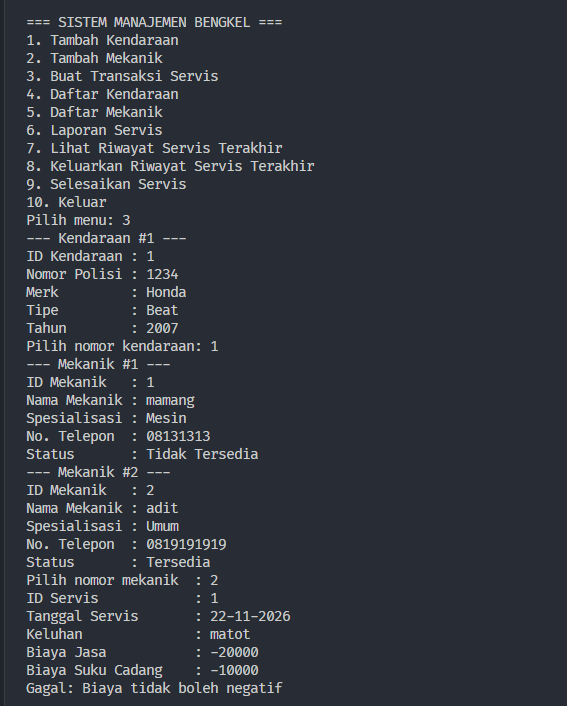 === SISTEM MANAJEMEN BENGKEL ===
1. Tambah Kendaraan
2. Tambah Mekanik
3. Buat Transaksi Servis
4. Daftar Kendaraan
5. Daftar Mekanik
6. Laporan Servis
7. Lihat Riwayat Servis Terakhir
8. Keluarkan Riwayat Servis Terakhir
9. Selesaikan Servis
10. Keluar
Pilih menu: 3
--- Kendaraan #1 ---
ID Kendaraan : 1
Nomor Polisi : 1234
Merk         : Honda
Tipe         : Beat
Tahun        : 2007
Pilih nomor kendaraan: 1
--- Mekanik #1 ---
ID Mekanik   : 1
Nama Mekanik : mamang
Spesialisasi : Mesin
No. Telepon  : 08131313
Status       : Tidak Tersedia
--- Mekanik #2 ---
ID Mekanik   : 2
Nama Mekanik : adit
Spesialisasi : Umum
No. Telepon  : 0819191919
Status       : Tersedia
Pilih nomor mekanik  : 2
ID Servis            : 1
Tanggal Servis       : 22-11-2026
Keluhan              : matot
Biaya Jasa           : -20000
Biaya Suku Cadang    : -10000
Gagal: Biaya tidak boleh negatif